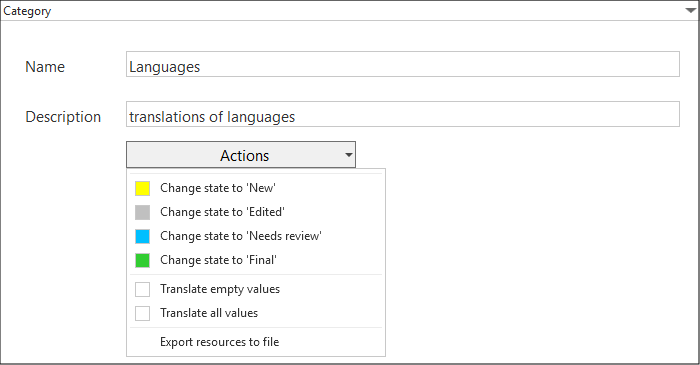 Category
Name
Languages
Description
translations of languages
Actions
Change state to 'New'
Change state to 'Edited'
Change state to 'Needs review'
Change state to 'Final'
Translate empty values
Translate all values
Export resources to file